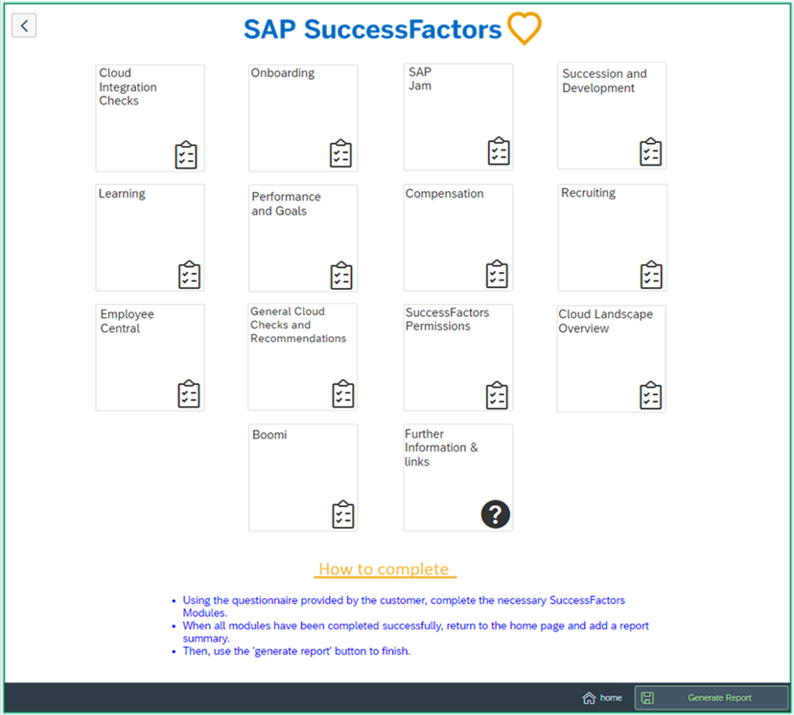 SAP SuccessFactors
Cloud
Integration
Checks
Onboarding
SAP
Jam
Succession and
Development
Learning
Performance
and Goals
Compensation
Recruiting
Employee
Central
General Cloud
Checks and
Recommendations
SuccessFactors
Permissions
Cloud Landscape
Overview
Boomi
Further
Information &
links
?
How to complete
• Using the questionnaire provided by the customer, complete the necessary SuccessFactors
Modules.
• When all modules have been completed successfully, return to the home page and add a report
summary.
• Then, use the 'generate report' button to finish.
home
Generate Report